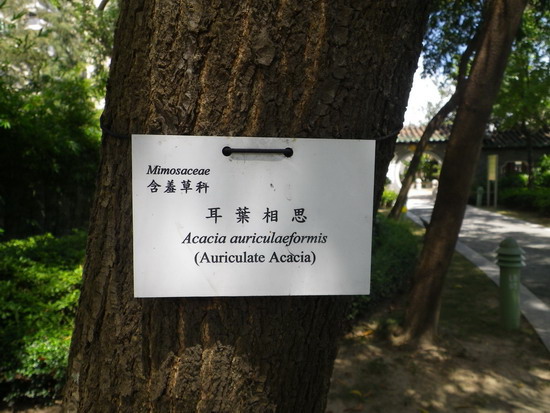 Mimosaceae
含羞草科
耳葉相思
Acacia auriculaeformis
(Auriculate Acacia)